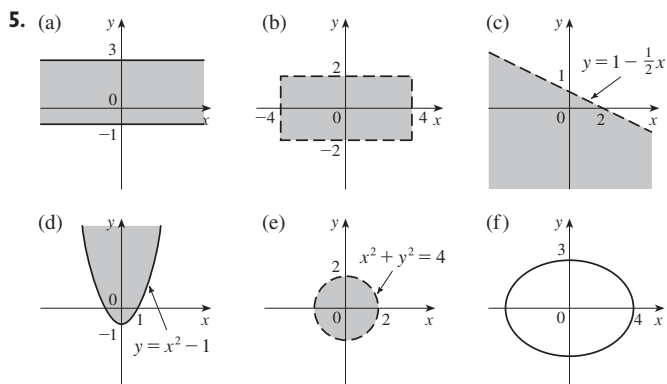 5. (a) (b) (c)
y 3 0 x −1
y 2 −4 0 4 x −2
y 1 y = 1 − ½x 0 2 x
(d) (e) (f)
y 0 −1 1 x y = x² − 1
y 2 x² + y² = 4 0 2 x
y 3 0 4 x